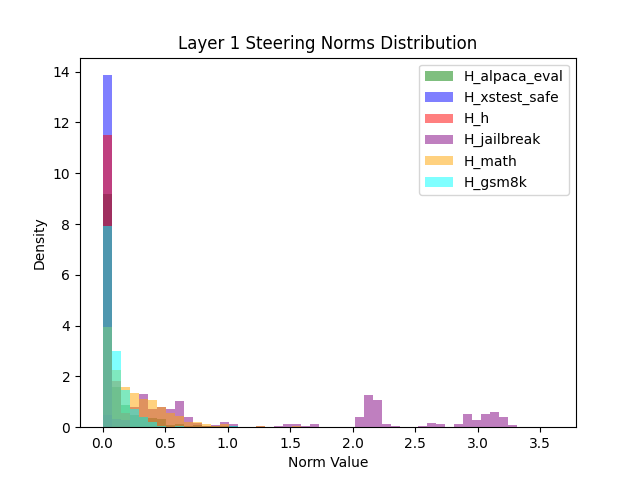 Layer 1 Steering Norms Distribution
H_alpaca_eval
H_xstest_safe
H_h
H_jailbreak
H_math
H_gsm8k
14
12
10
8
6
4
2
0
Density
0.0 0.5 1.0 1.5 2.0 2.5 3.0 3.5
Norm Value